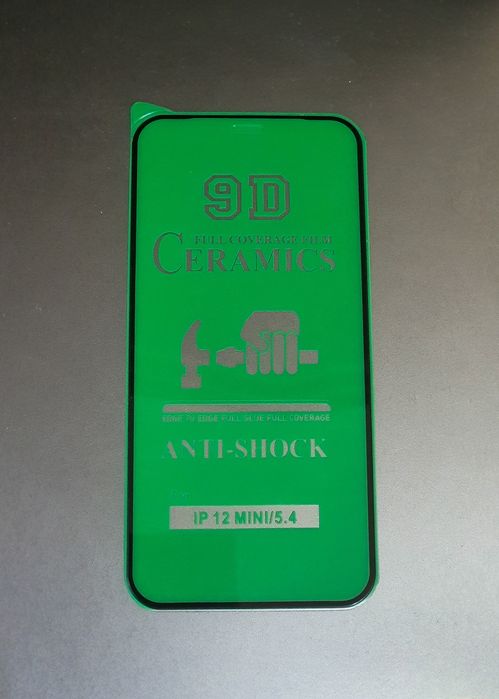 9D
FULL COVERAGE FILM
CERAMICS
EDGE TO EDGE FULL GLUE FULL COVERAGE
ANTI-SHOCK
For
IP 12 MINI/5.4